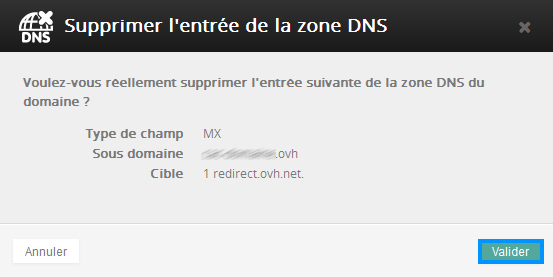 DNS
Supprimer l'entrée de la zone DNS
Voulez-vous réellement supprimer l'entrée suivante de la zone DNS du
domaine ?
Type de champ MX
Sous domaine .ovh
Cible 1 redirect.ovh.net.
Annuler Valider